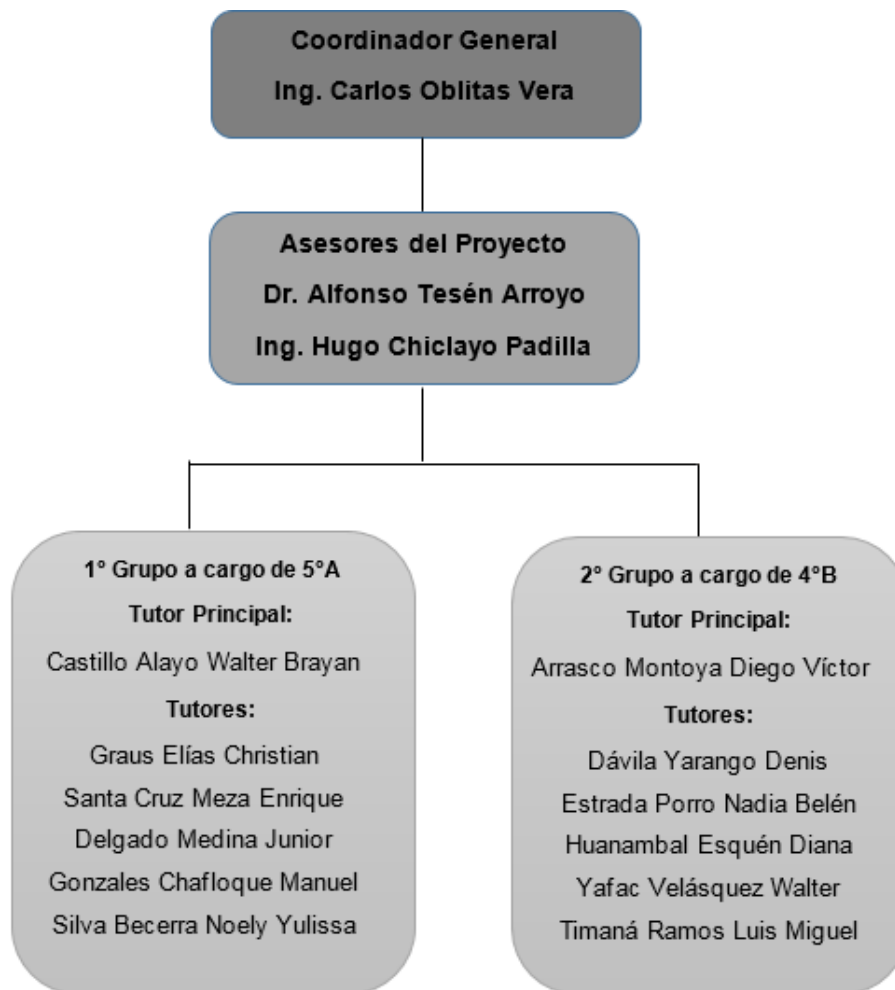 Coordinador General
Ing. Carlos Oblitas Vera
Asesores del Proyecto
Dr. Alfonso Tesén Arroyo
Ing. Hugo Chiclayo Padilla
1° Grupo a cargo de 5°A
Tutor Principal:
Castillo Alayo Walter Brayan
Tutores:
Graus Elías Christian
Santa Cruz Meza Enrique
Delgado Medina Junior
Gonzales Chafloque Manuel
Silva Becerra Noely Yulissa
2° Grupo a cargo de 4°B
Tutor Principal:
Arrasco Montoya Diego Víctor
Tutores:
Dávila Yarango Denis
Estrada Porro Nadia Belén
Huanambal Esquén Diana
Yafac Velásquez Walter
Timaná Ramos Luis Miguel